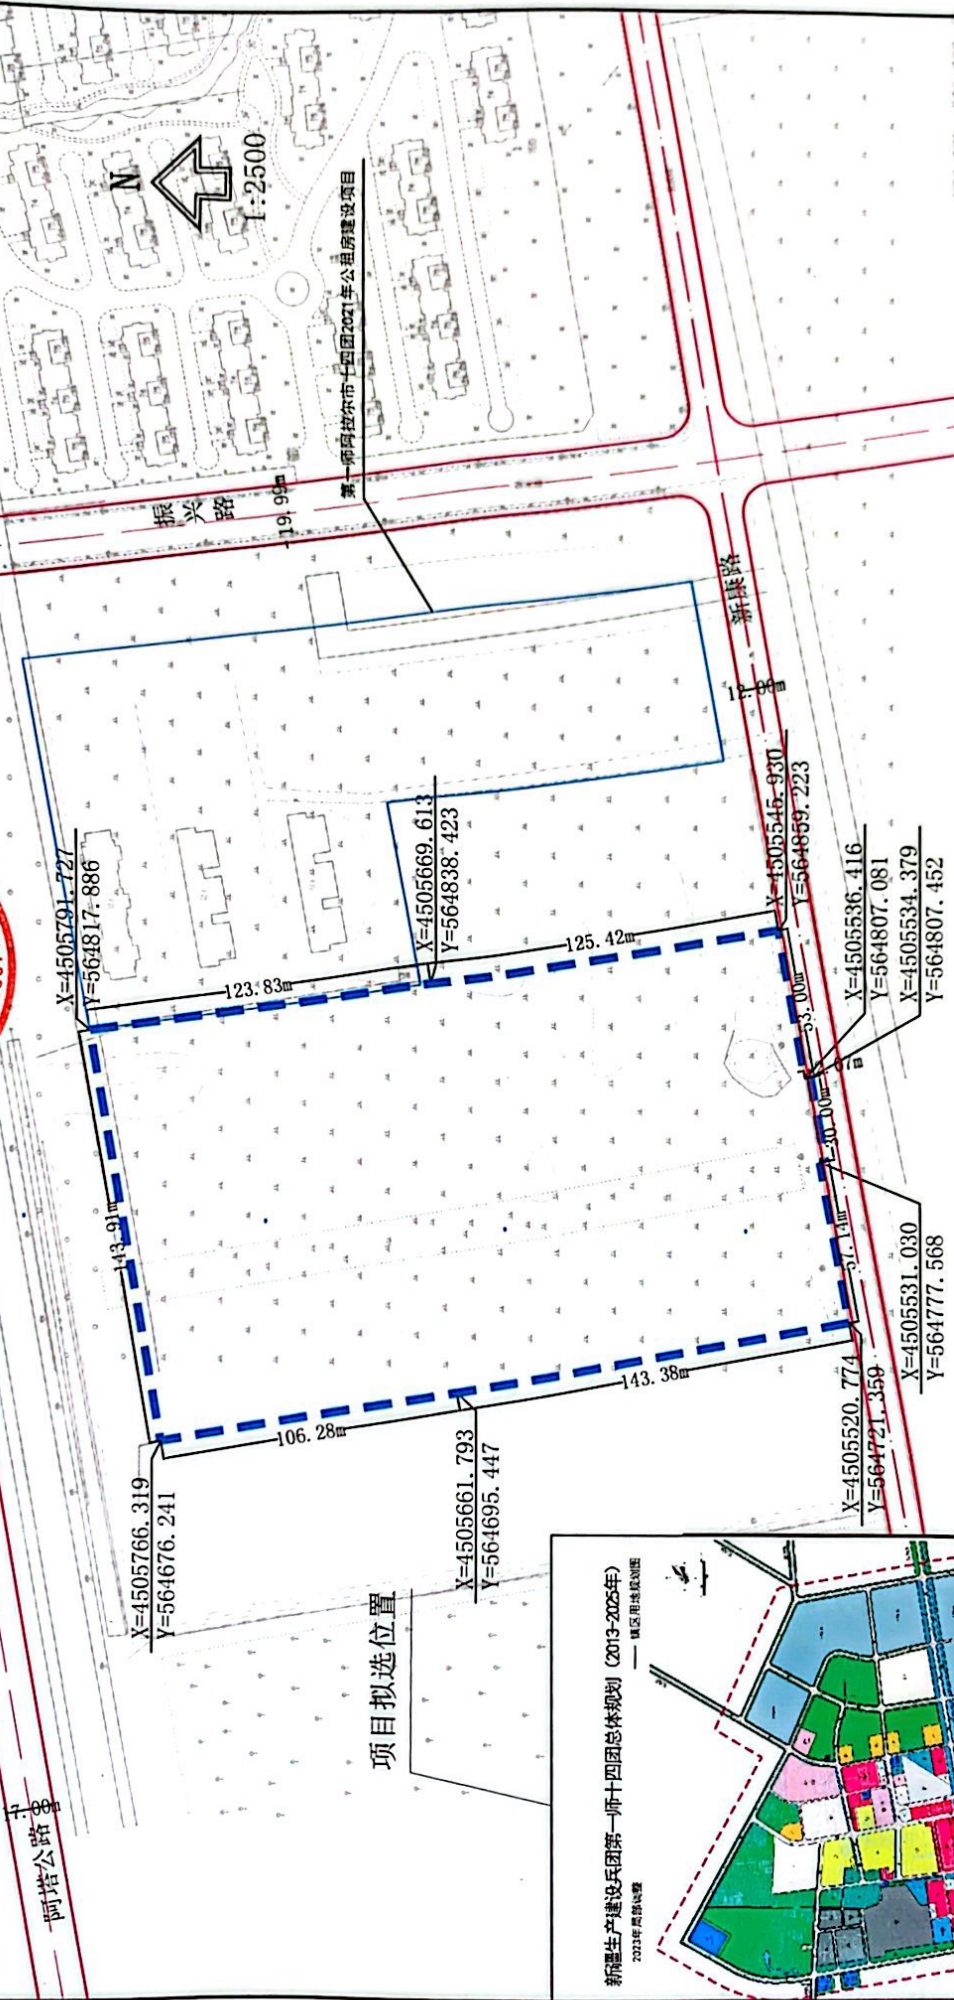 N
1:2500
第一师阿拉尔市十四团2021年公租房建设项目
振兴路
19.99m
新康路
12.00m
X=4505791.727
Y=564817.886
X=4505669.613
Y=564838.423
X=4505545.930
Y=564859.223
X=4505536.416
Y=564807.081
X=4505534.379
Y=564807.452
123.83m
125.42m
53.00m
30.00m
57.14m
143.91m
106.28m
143.38m
X=4505531.030
Y=564777.568
X=4505520.774
Y=564721.359
X=4505661.793
Y=564695.447
X=4505766.319
Y=564676.241
项目拟选位置
17.00m
阿塔公路
新疆生产建设兵团第一师十四团总体规划（2013-2025年）
2023年局部调整
—— 镇区用地规划图